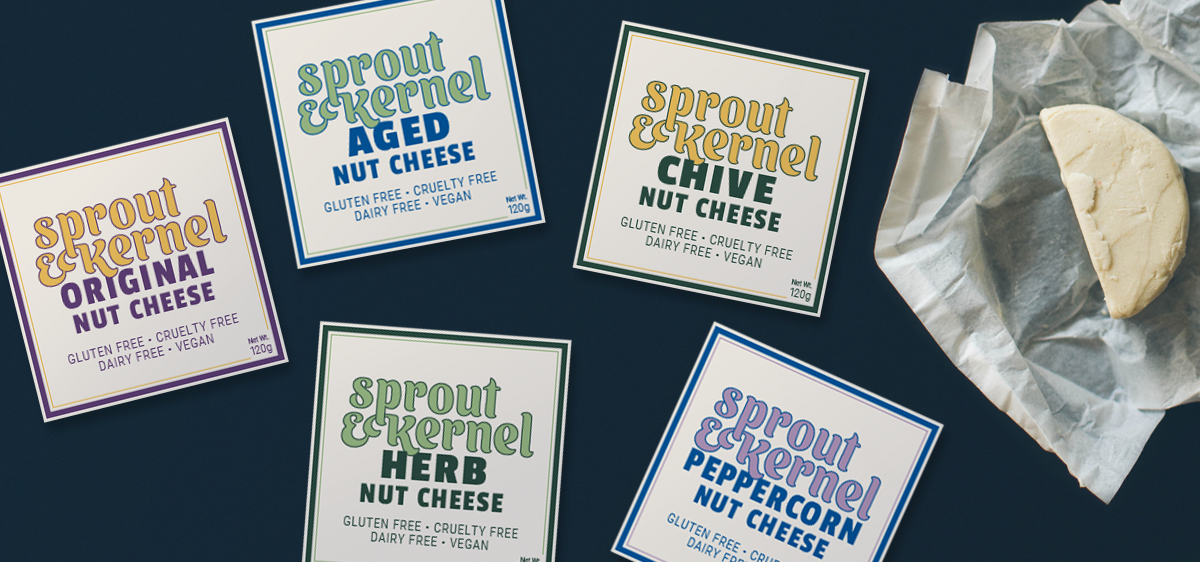 sprout
&kernel
AGED
NUT CHEESE
GLUTEN FREE • CRUELTY FREE
DAIRY FREE • VEGAN
Net Wt.
120g
sprout
&kernel
CHIVE
NUT CHEESE
GLUTEN FREE • CRUELTY FREE
DAIRY FREE • VEGAN
Net Wt.
120g
sprout
&kernel
ORIGINAL
NUT CHEESE
GLUTEN FREE • CRUELTY FREE
DAIRY FREE • VEGAN
Net Wt.
120g
sprout
&kernel
HERB
NUT CHEESE
GLUTEN FREE • CRUELTY FREE
DAIRY FREE • VEGAN
Net Wt.
sprout
&kernel
PEPPERCORN
NUT CHEESE
GLUTEN FREE •
DAIRY FREE